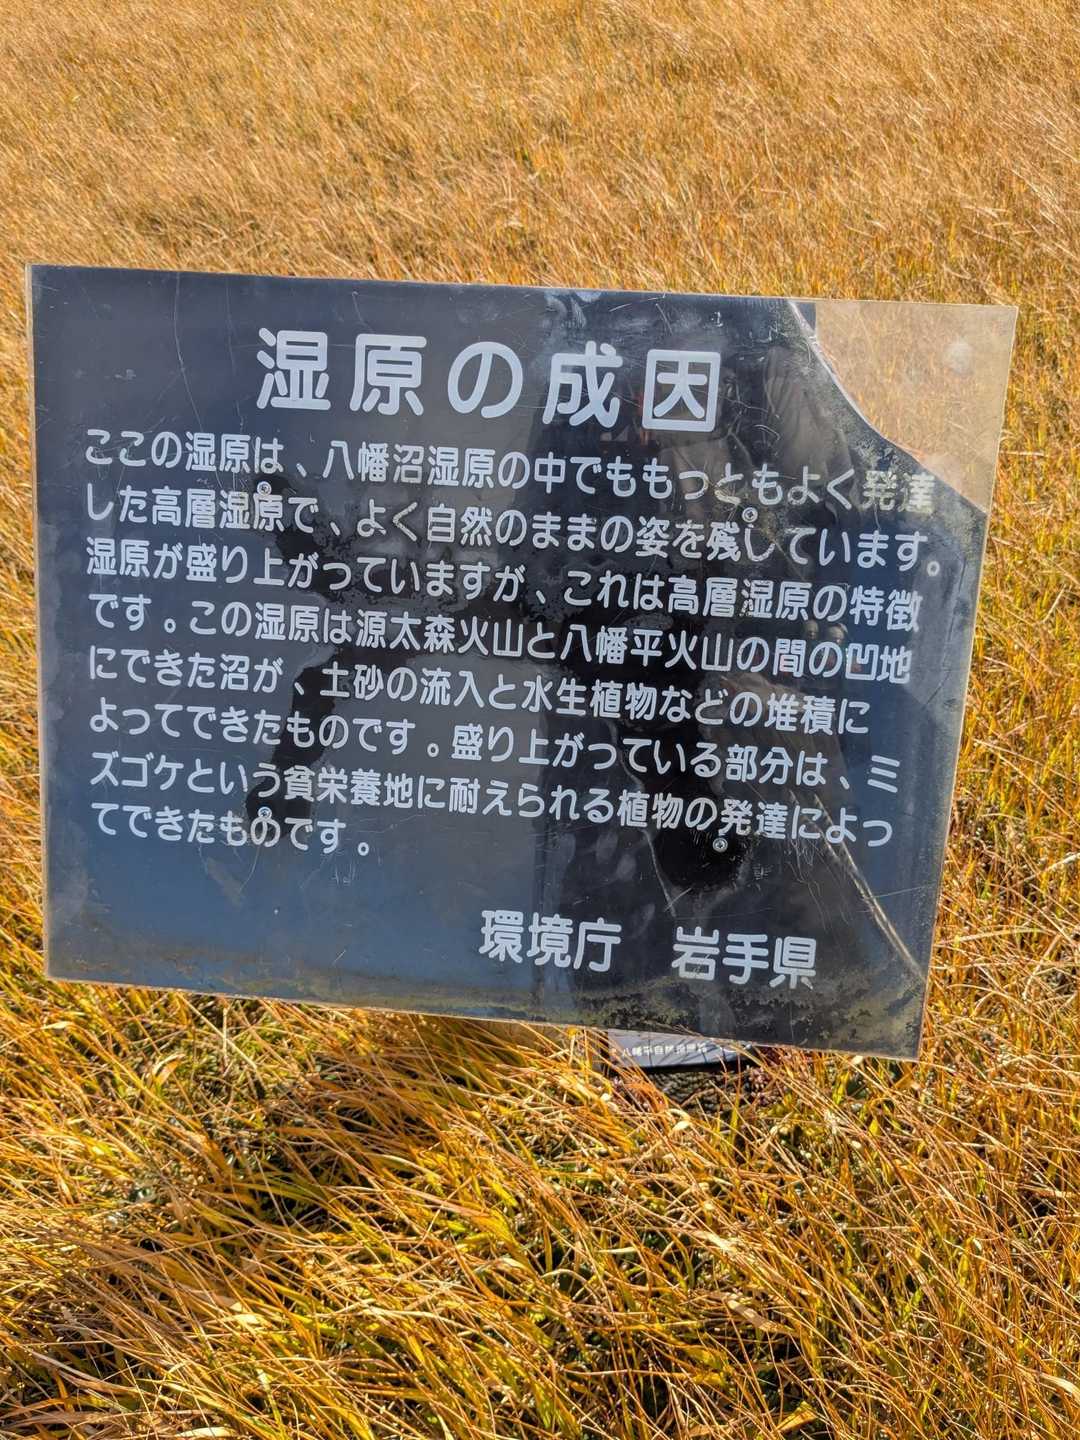 湿原の成因
ここの湿原は、八幡沼湿原の中でももっともよく発達
した高層湿原で、よく自然のままの姿を残しています。
湿原が盛り上がっていますが、これは高層湿原の特徴
です。この湿原は源太森火山と八幡平火山の間の凹地
にできた沼が、土砂の流入と水生植物などの堆積に
よってできたものです。盛り上がっている部分は、ミ
ズゴケという貧栄養地に耐えられる植物の発達によっ
てできたものです。
環境庁　岩手県
八幡平自然